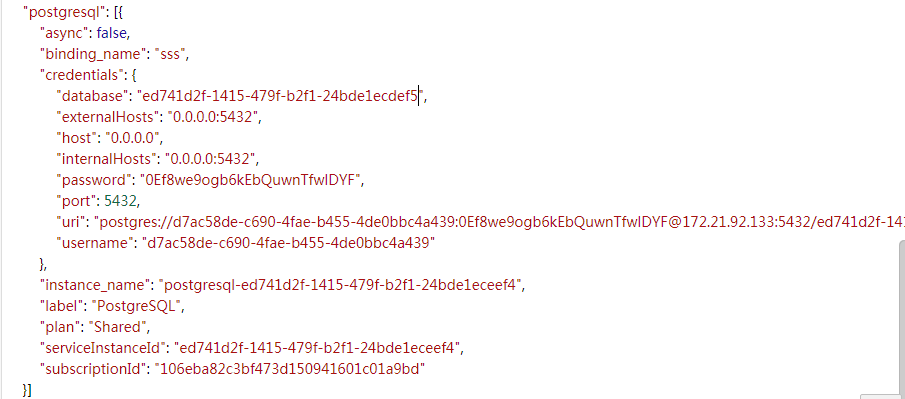 "postgresql": [{
"async": false,
"binding_name": "sss",
"credentials": {
"database": "ed741d2f-1415-479f-b2f1-24bde1ecdef5",
"externalHosts": "0.0.0.0:5432",
"host": "0.0.0.0",
"internalHosts": "0.0.0.0:5432",
"password": "0Ef8we9ogb6kEbQuwnTfwlDYF",
"port": 5432,
"uri": "postgres://d7ac58de-c690-4fae-b455-4de0bbc4a439:0Ef8we9ogb6kEbQuwnTfwlDYF@172.21.92.133:5432/ed741d2f-141
"username": "d7ac58de-c690-4fae-b455-4de0bbc4a439"
},
"instance_name": "postgresql-ed741d2f-1415-479f-b2f1-24bde1eceef4",
"label": "PostgreSQL",
"plan": "Shared",
"serviceInstanceId": "ed741d2f-1415-479f-b2f1-24bde1eceef4",
"subscriptionId": "106eba82c3bf473d150941601c01a9bd"
}]